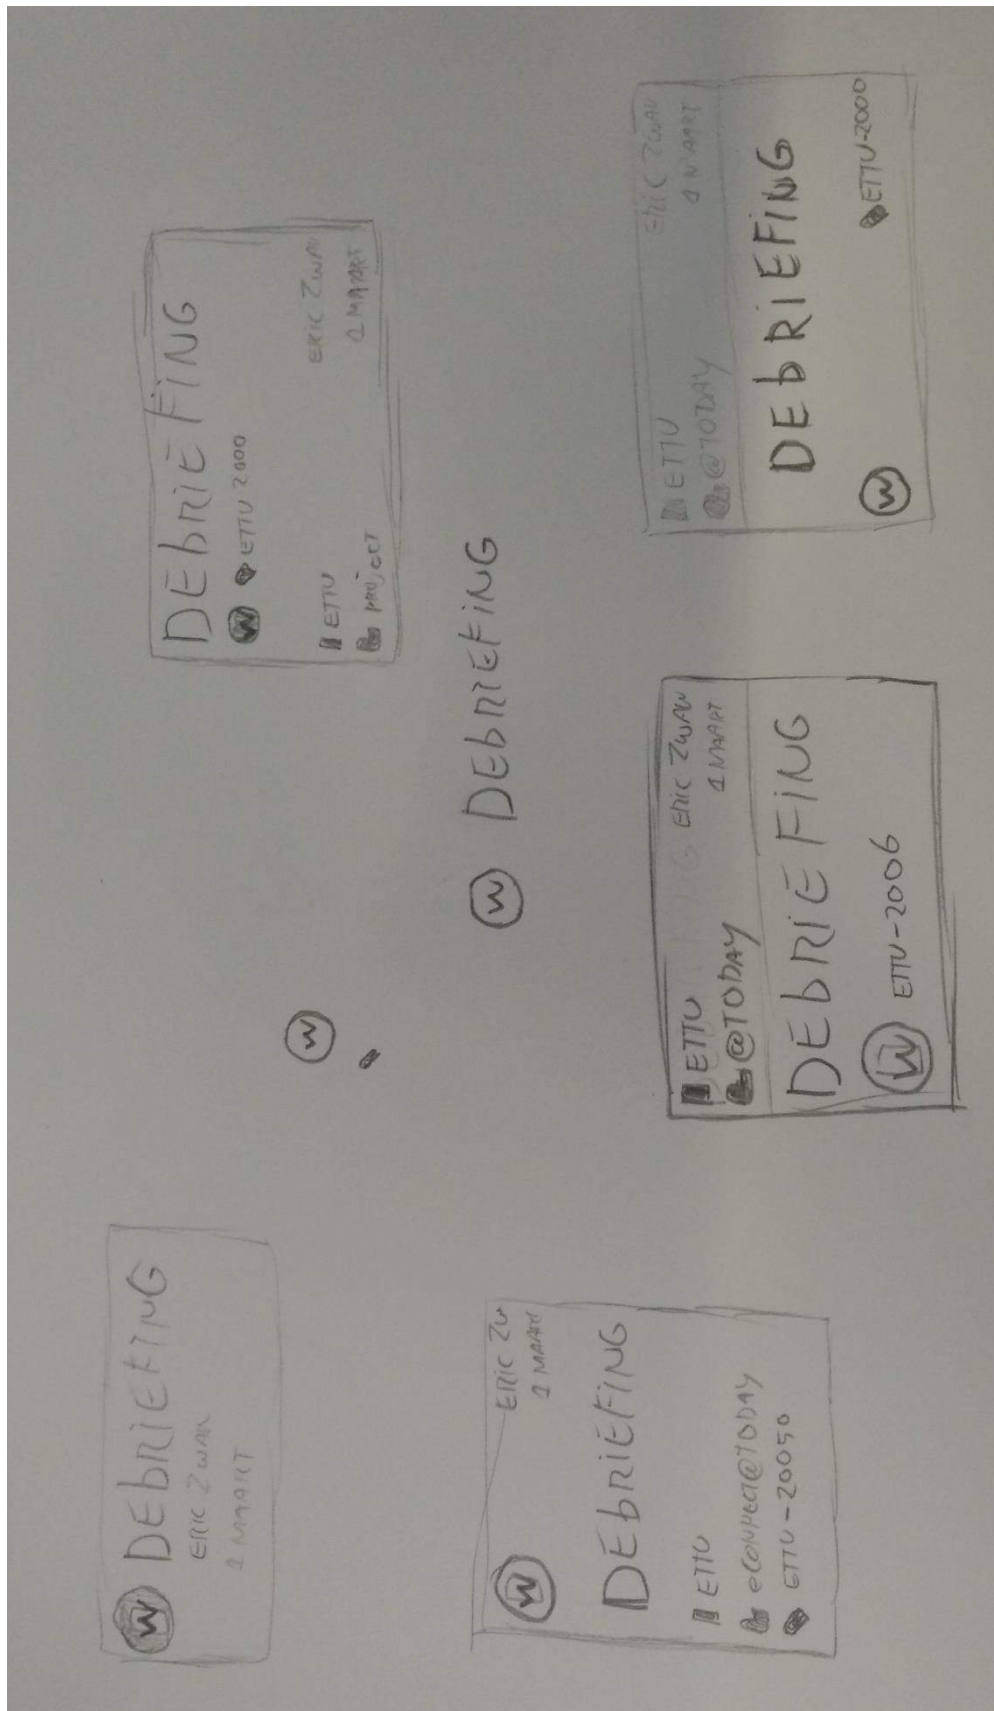 W DEbRiEFiNG
ERIC ZWAN
1 MAART
W
DEbRiEFiNG
W ETTU 2000
ETTU ERIC ZWAN
PROJECT 1 MAART
W DEbRiEFiNG
W ERIC ZW
1 MAART
DEbRiEFiNG
ETTU
@TODAY
ETTU-20050
ETTU ERIC ZWAN
@TODAY 1 MAART
DEbRiEFiNG
W ETTU-2006
ETTU ERIC ZWAN
@TODAY 1 MAART
DEbRiEFiNG
W ETTU-2000